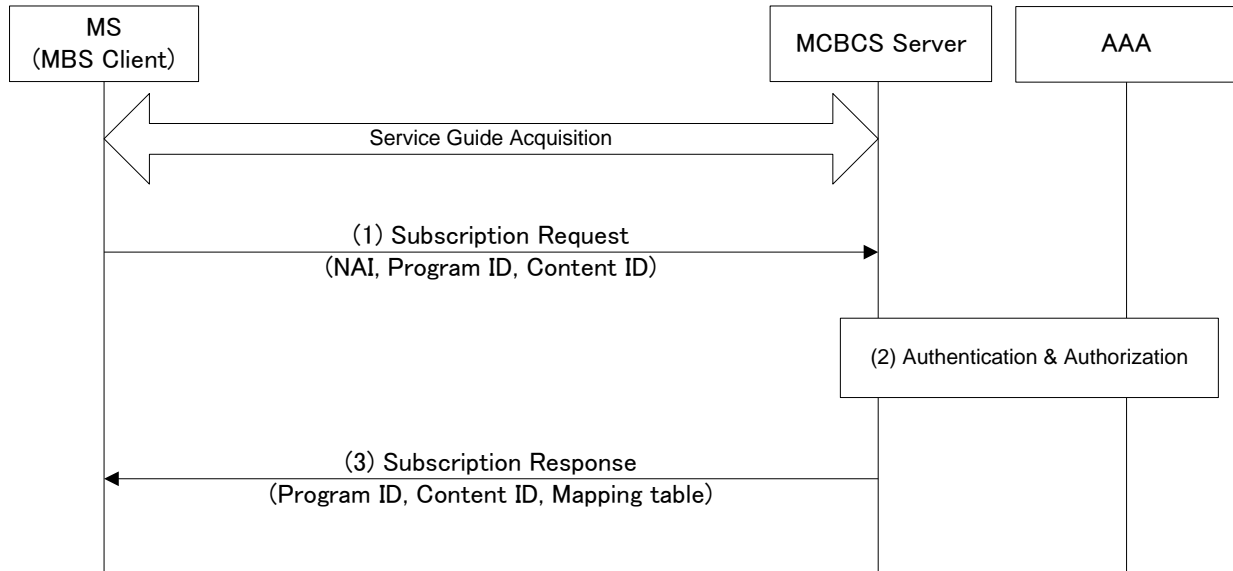 MS
(MBS Client)
MCBCS Server
AAA
Service Guide Acquisition
(1) Subscription Request
(NAI, Program ID, Content ID)
(2) Authentication & Authorization
(3) Subscription Response
(Program ID, Content ID, Mapping table)